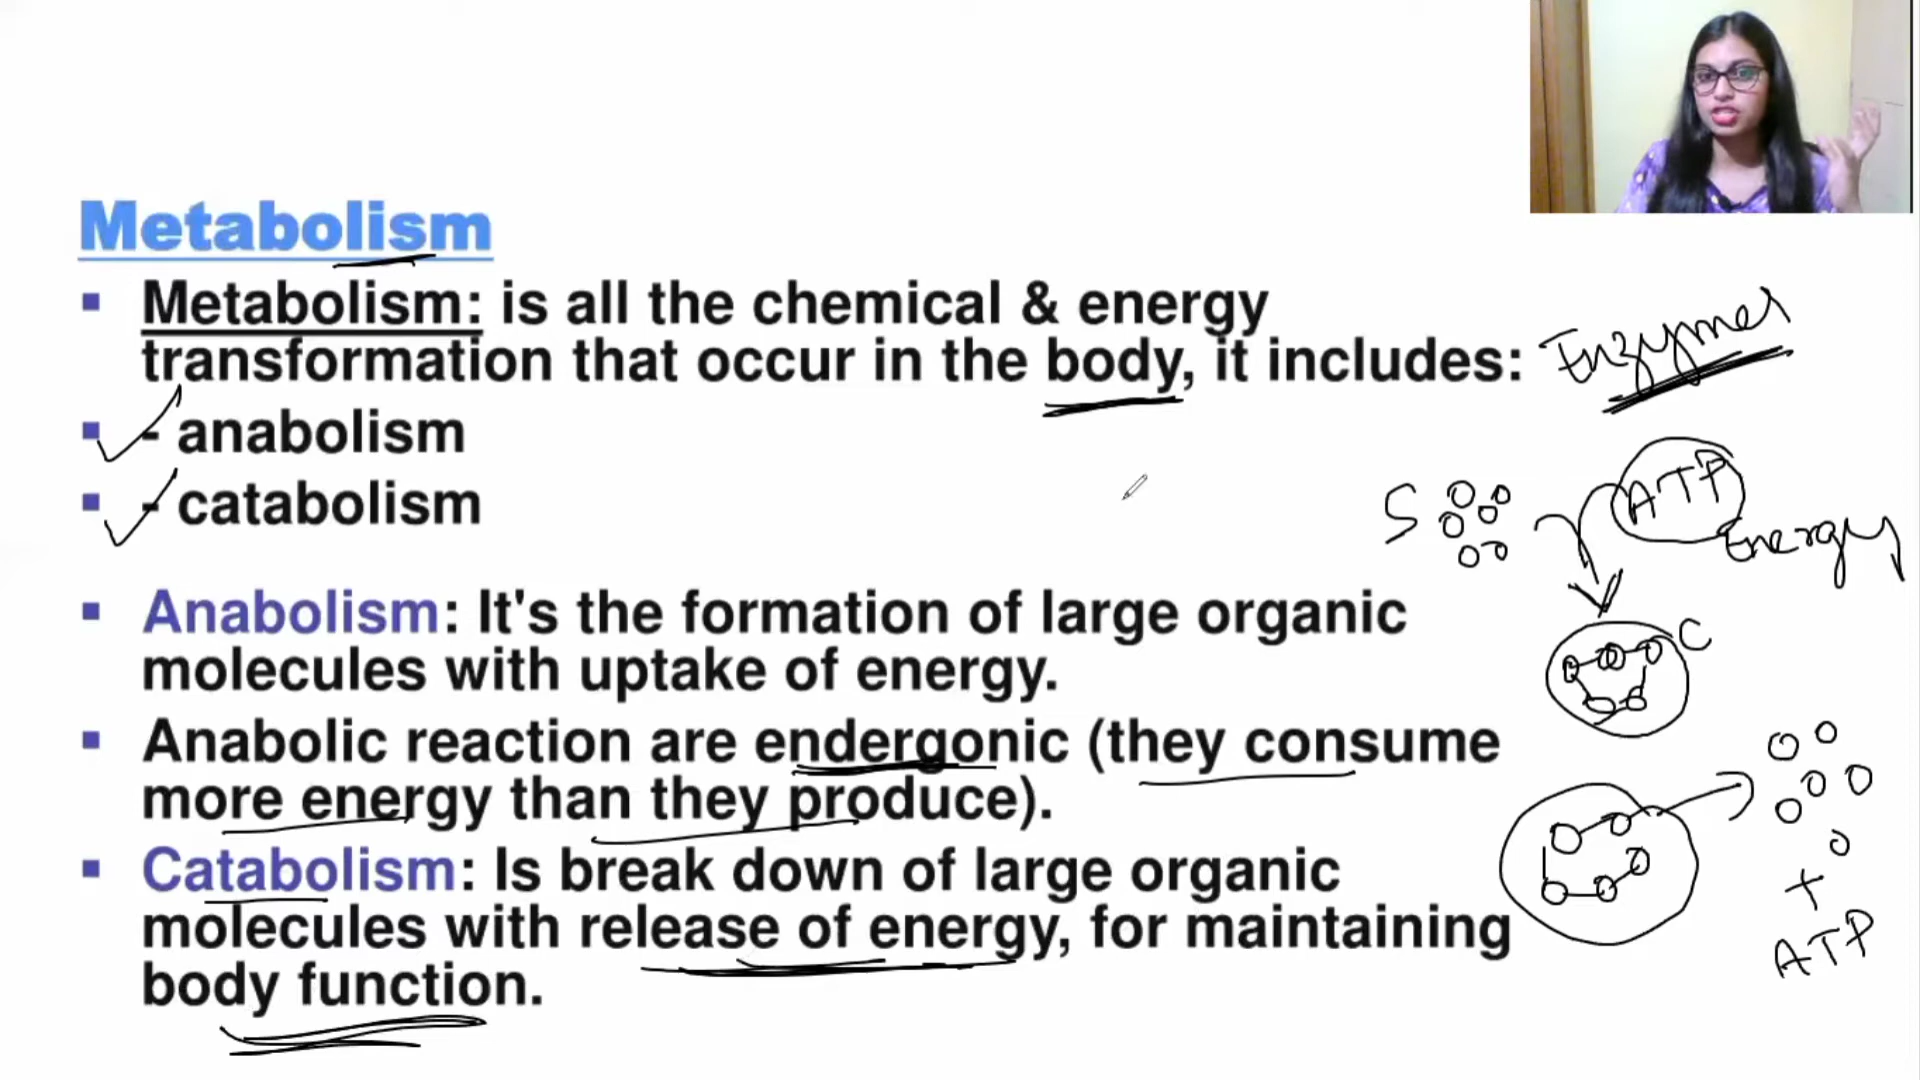 Metabolism
▪ Metabolism: is all the chemical & energy
transformation that occur in the body, it includes:
Enzymes
▪ - anabolism
▪ - catabolism
S
ATP
Energy
▪ Anabolism: It's the formation of large organic
molecules with uptake of energy.
C
▪ Anabolic reaction are endergonic (they consume
more energy than they produce).
▪ Catabolism: Is break down of large organic
molecules with release of energy, for maintaining
body function.
+
ATP